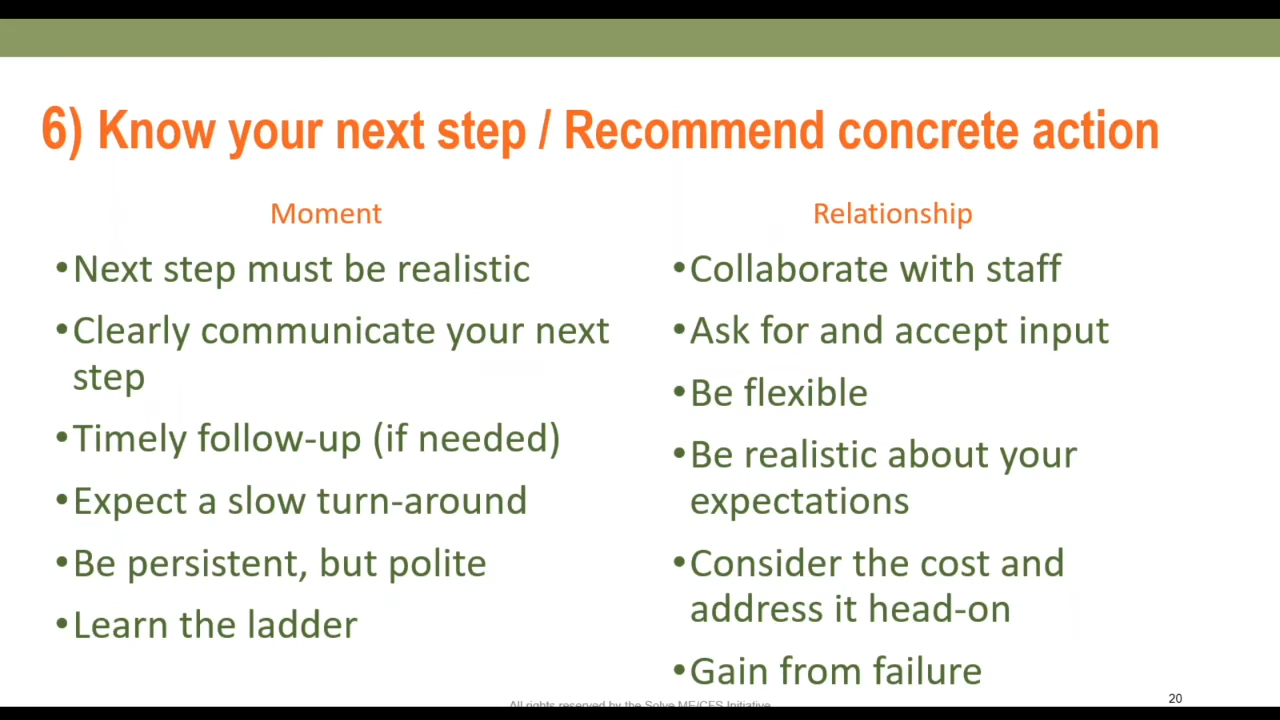 6) Know your next step / Recommend concrete action
Moment
•Next step must be realistic
•Clearly communicate your next
step
•Timely follow-up (if needed)
•Expect a slow turn-around
•Be persistent, but polite
•Learn the ladder
Relationship
•Collaborate with staff
•Ask for and accept input
•Be flexible
•Be realistic about your
expectations
•Consider the cost and
address it head-on
•Gain from failure
All rights reserved by the Solve ME/CFS Initiative
20